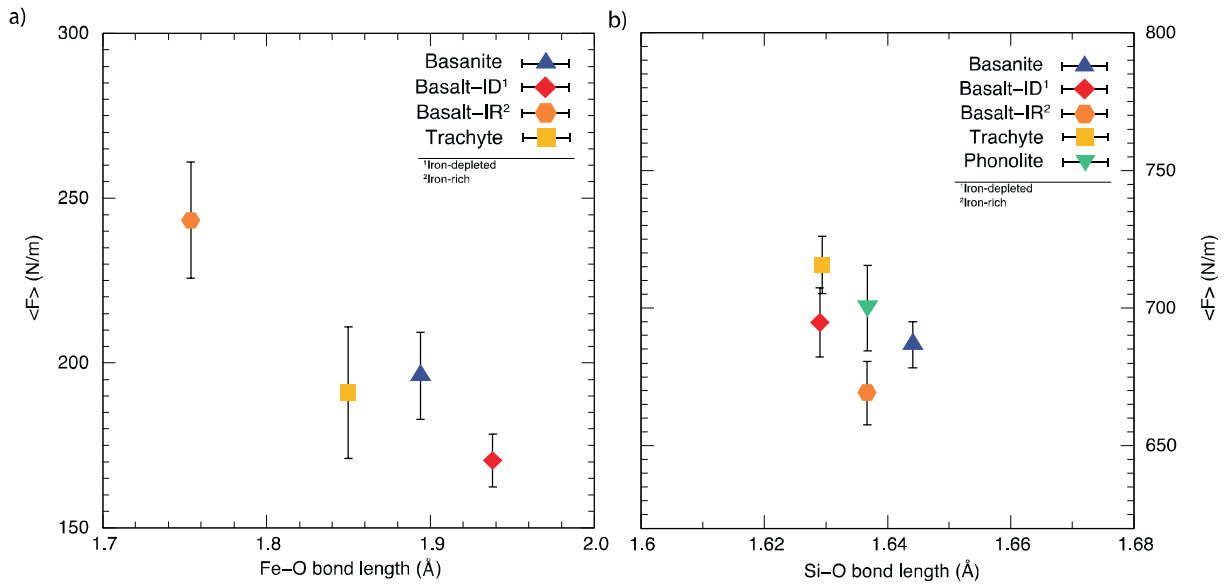 a)
300
250
200
150
<F> (N/m)
Basanite
Basalt–ID¹
Basalt–IR²
Trachyte
¹Iron-depleted
²Iron-rich
1.7 1.8 1.9 2.0
Fe–O bond length (Å)
b)
Basanite
Basalt–ID¹
Basalt–IR²
Trachyte
Phonolite
¹Iron-depleted
²Iron-rich
800
750
700
650
<F> (N/m)
1.6 1.62 1.64 1.66 1.68
Si–O bond length (Å)